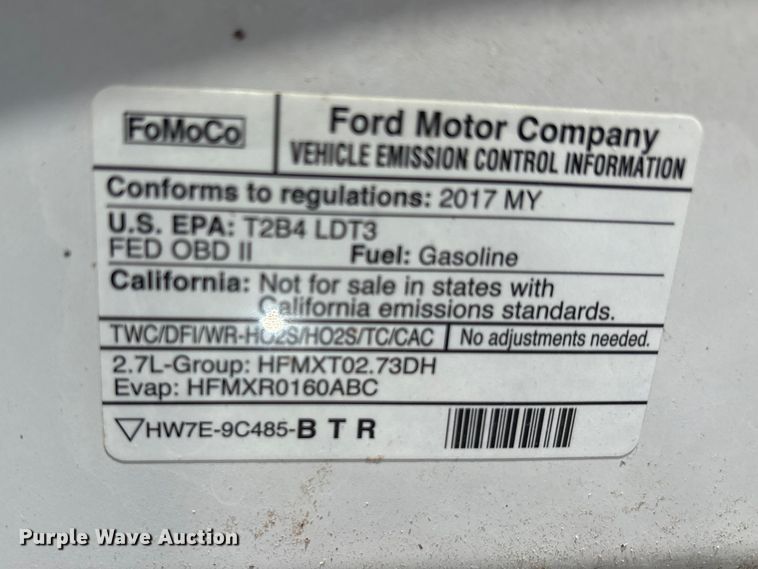 FoMoCo
Ford Motor Company
VEHICLE EMISSION CONTROL INFORMATION
Conforms to regulations: 2017 MY
U.S. EPA: T2B4 LDT3
FED OBD II Fuel: Gasoline
California: Not for sale in states with
California emissions standards.
TWC/DFI/WR-HO2S/HO2S/TC/CAC No adjustments needed.
2.7L-Group: HFMXT02.73DH
Evap: HFMXR0160ABC
▽HW7E-9C485-B T R
Purple Wave Auction